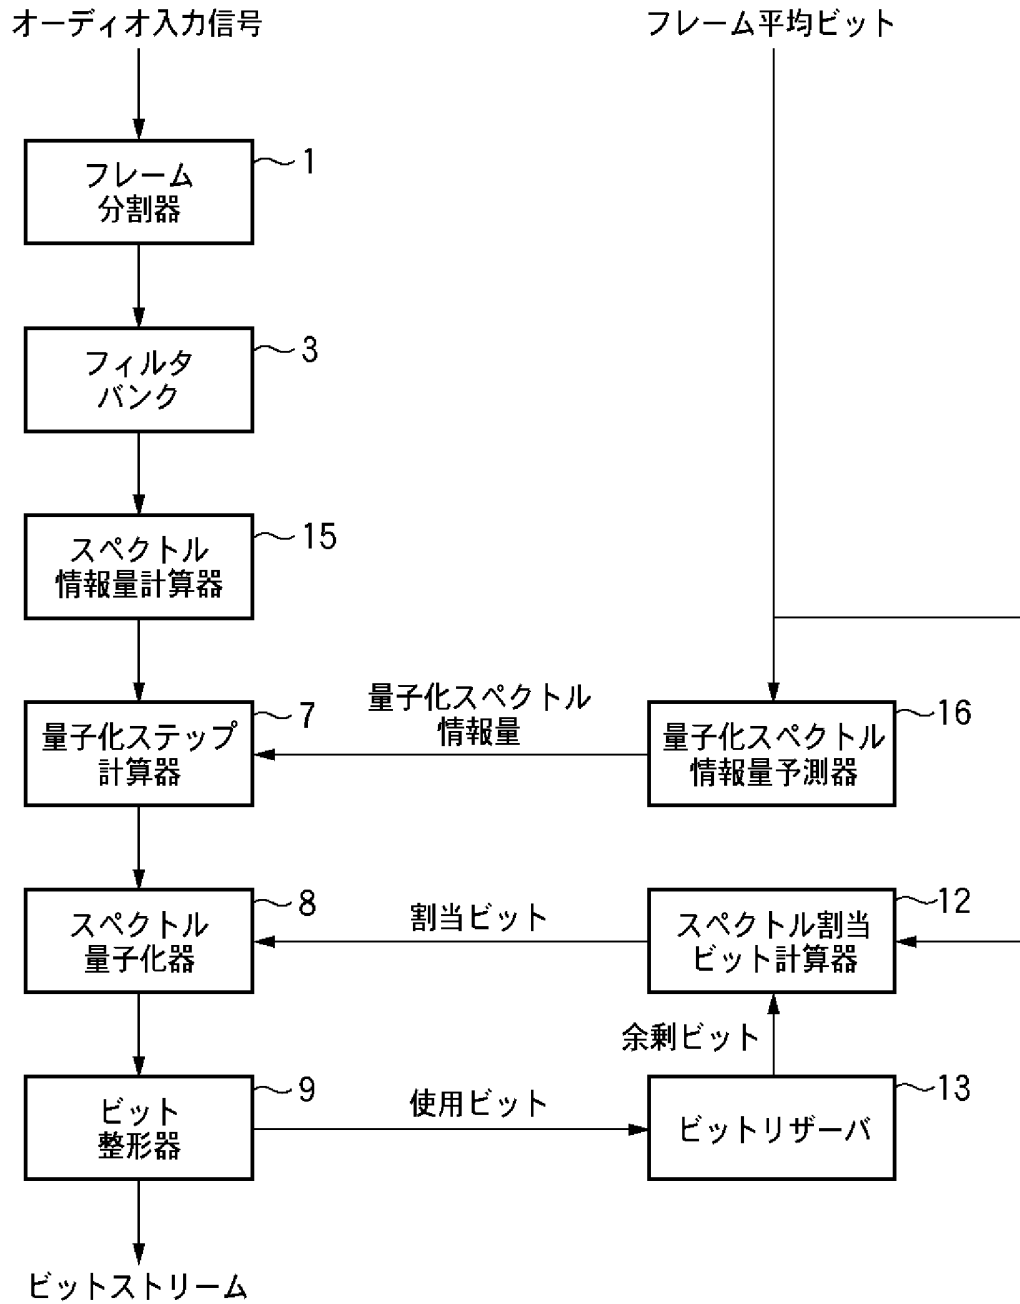 オーディオ入力信号
フレーム平均ビット
フレーム
分割器
1
フィルタ
バンク
3
スペクトル
情報量計算器
15
量子化ステップ
計算器
7
量子化スペクトル
情報量
量子化スペクトル
情報量予測器
16
スペクトル
量子化器
8
割当ビット
スペクトル割当
ビット計算器
12
余剰ビット
ビット
整形器
9
使用ビット
ビットリザーバ
13
ビットストリーム